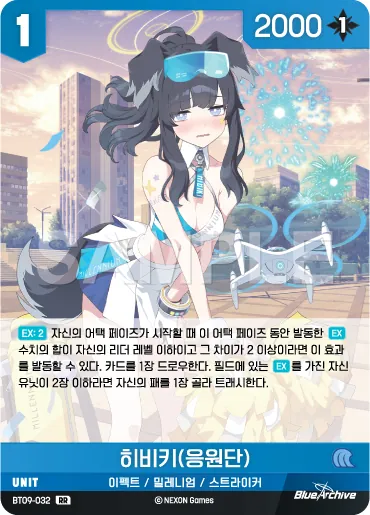 1
2000 1
SAMPLE
MILLENNIUM
EX: 2 자신의 어택 페이즈가 시작할 때 이 어택 페이즈 동안 발동한 EX
수치의 합이 자신의 리더 레벨 이하이고 그 차이가 2 이상이라면 이 효과
를 발동할 수 있다. 카드를 1장 드로우한다. 필드에 있는 EX 를 가진 자신
유닛이 2장 이하라면 자신의 패를 1장 골라 트래시한다.
히비키(응원단)
UNIT
이펙트 / 밀레니엄 / 스트라이커
BT09-032 RR
© NEXON Games
BlueArchive